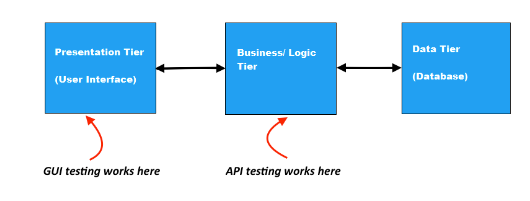 Presentation Tier
(User Interface)
Business/ Logic
Tier
Data Tier
(Database)
GUI testing works here
API testing works here